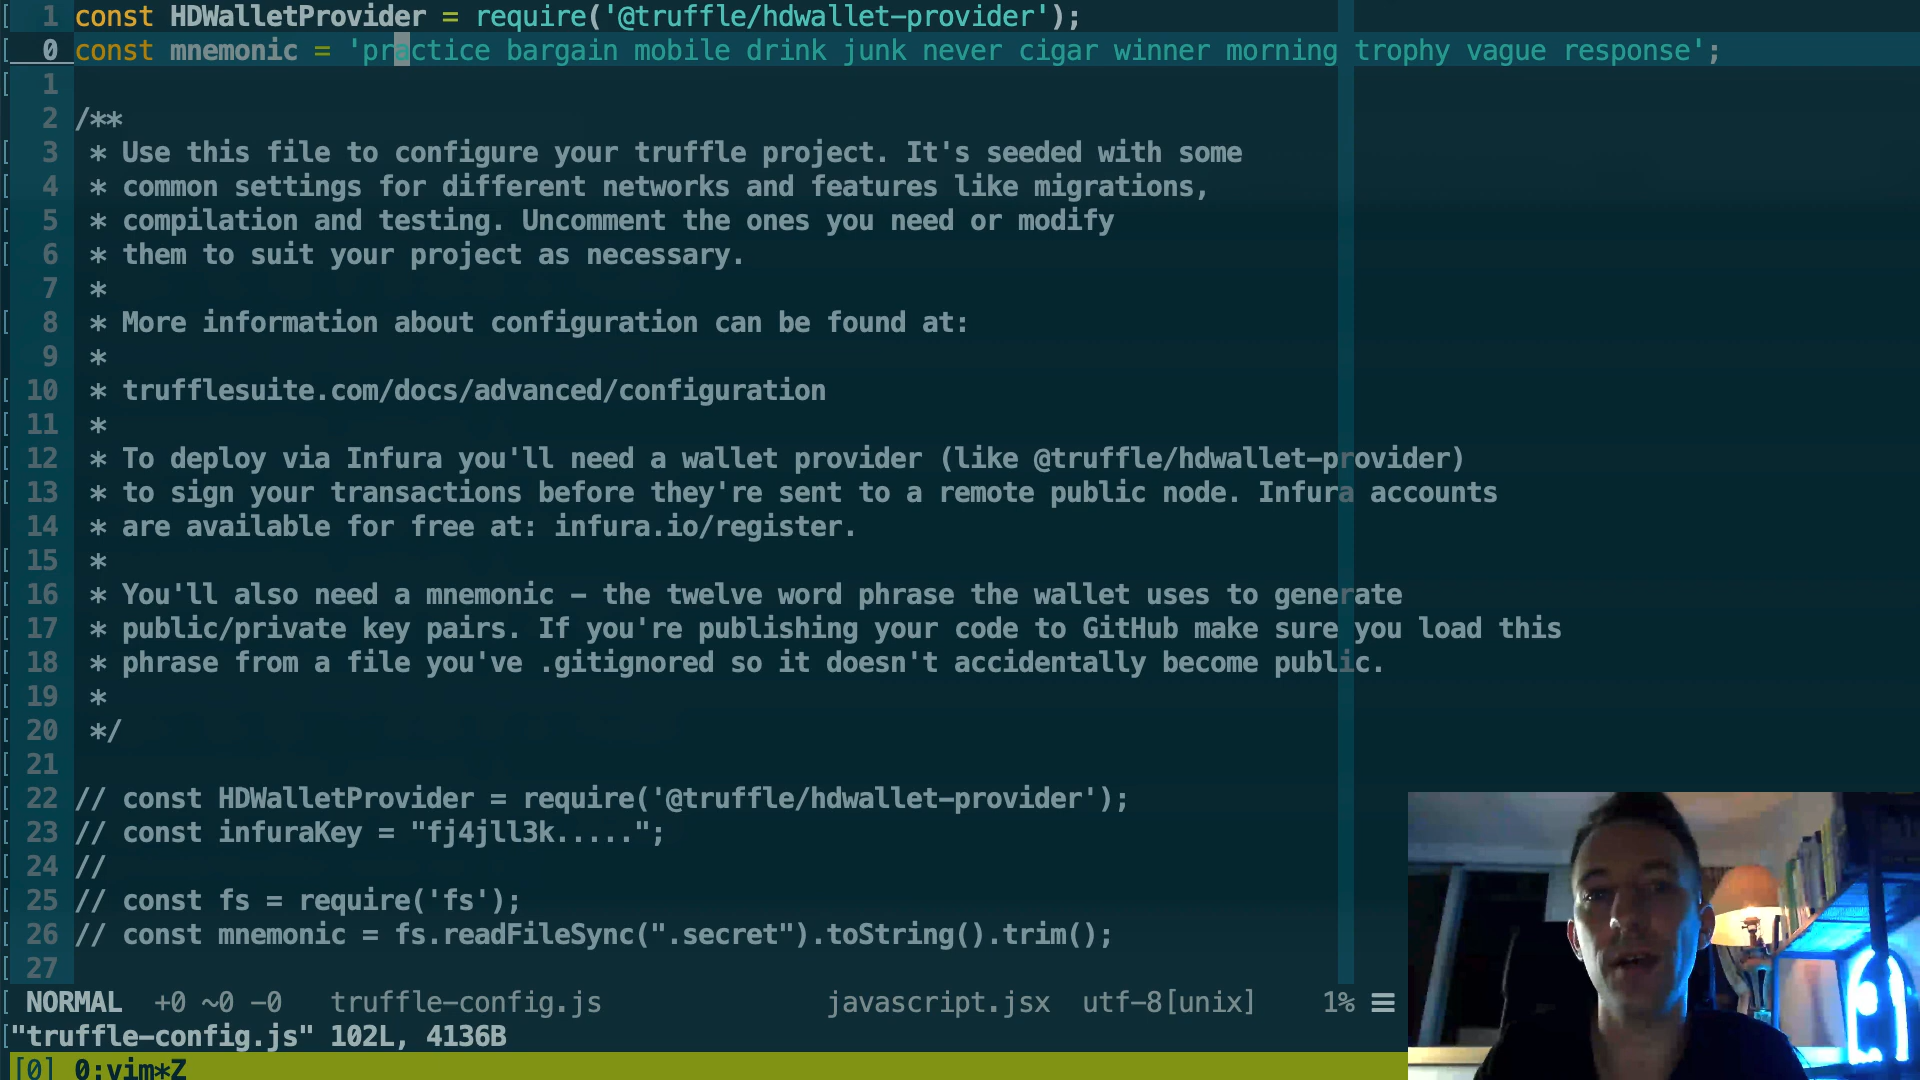 1 const HDWalletProvider = require('@truffle/hdwallet-provider');
0 const mnemonic = 'practice bargain mobile drink junk never cigar winner morning trophy vague response';
1
2 /**
3 * Use this file to configure your truffle project. It's seeded with some
4 * common settings for different networks and features like migrations,
5 * compilation and testing. Uncomment the ones you need or modify
6 * them to suit your project as necessary.
7 *
8 * More information about configuration can be found at:
9 *
10 * trufflesuite.com/docs/advanced/configuration
11 *
12 * To deploy via Infura you'll need a wallet provider (like @truffle/hdwallet-provider)
13 * to sign your transactions before they're sent to a remote public node. Infura accounts
14 * are available for free at: infura.io/register.
15 *
16 * You'll also need a mnemonic - the twelve word phrase the wallet uses to generate
17 * public/private key pairs. If you're publishing your code to GitHub make sure you load this
18 * phrase from a file you've .gitignored so it doesn't accidentally become public.
19 *
20 */
21
22 // const HDWalletProvider = require('@truffle/hdwallet-provider');
23 // const infuraKey = "fj4jll3k.....";
24 //
25 // const fs = require('fs');
26 // const mnemonic = fs.readFileSync(".secret").toString().trim();
27
NORMAL +0 ~0 -0 truffle-config.js javascript.jsx utf-8[unix] 1% ☰
"truffle-config.js" 102L, 4136B
[0] 0:vim*Z